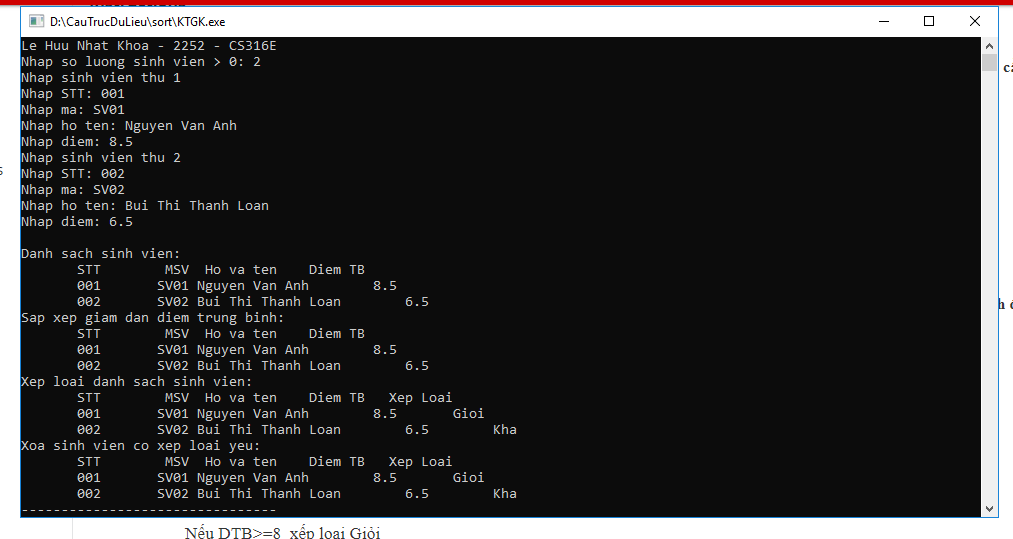 D:\CauTrucDuLieu\sort\KTGK.exe
Le Huu Nhat Khoa - 2252 - CS316E
Nhap so luong sinh vien > 0: 2
Nhap sinh vien thu 1
Nhap STT: 001
Nhap ma: SV01
Nhap ho ten: Nguyen Van Anh
Nhap diem: 8.5
Nhap sinh vien thu 2
Nhap STT: 002
Nhap ma: SV02
Nhap ho ten: Bui Thi Thanh Loan
Nhap diem: 6.5
Danh sach sinh vien:
STT MSV Ho va ten Diem TB
001 SV01 Nguyen Van Anh 8.5
002 SV02 Bui Thi Thanh Loan 6.5
Sap xep giam dan diem trung binh:
STT MSV Ho va ten Diem TB
001 SV01 Nguyen Van Anh 8.5
002 SV02 Bui Thi Thanh Loan 6.5
Xep loai danh sach sinh vien:
STT MSV Ho va ten Diem TB Xep Loai
001 SV01 Nguyen Van Anh 8.5 Gioi
002 SV02 Bui Thi Thanh Loan 6.5 Kha
Xoa sinh vien co xep loai yeu:
STT MSV Ho va ten Diem TB Xep Loai
001 SV01 Nguyen Van Anh 8.5 Gioi
002 SV02 Bui Thi Thanh Loan 6.5 Kha
--------------------------------
Nếu DTB>=8 xếp loại Giỏi